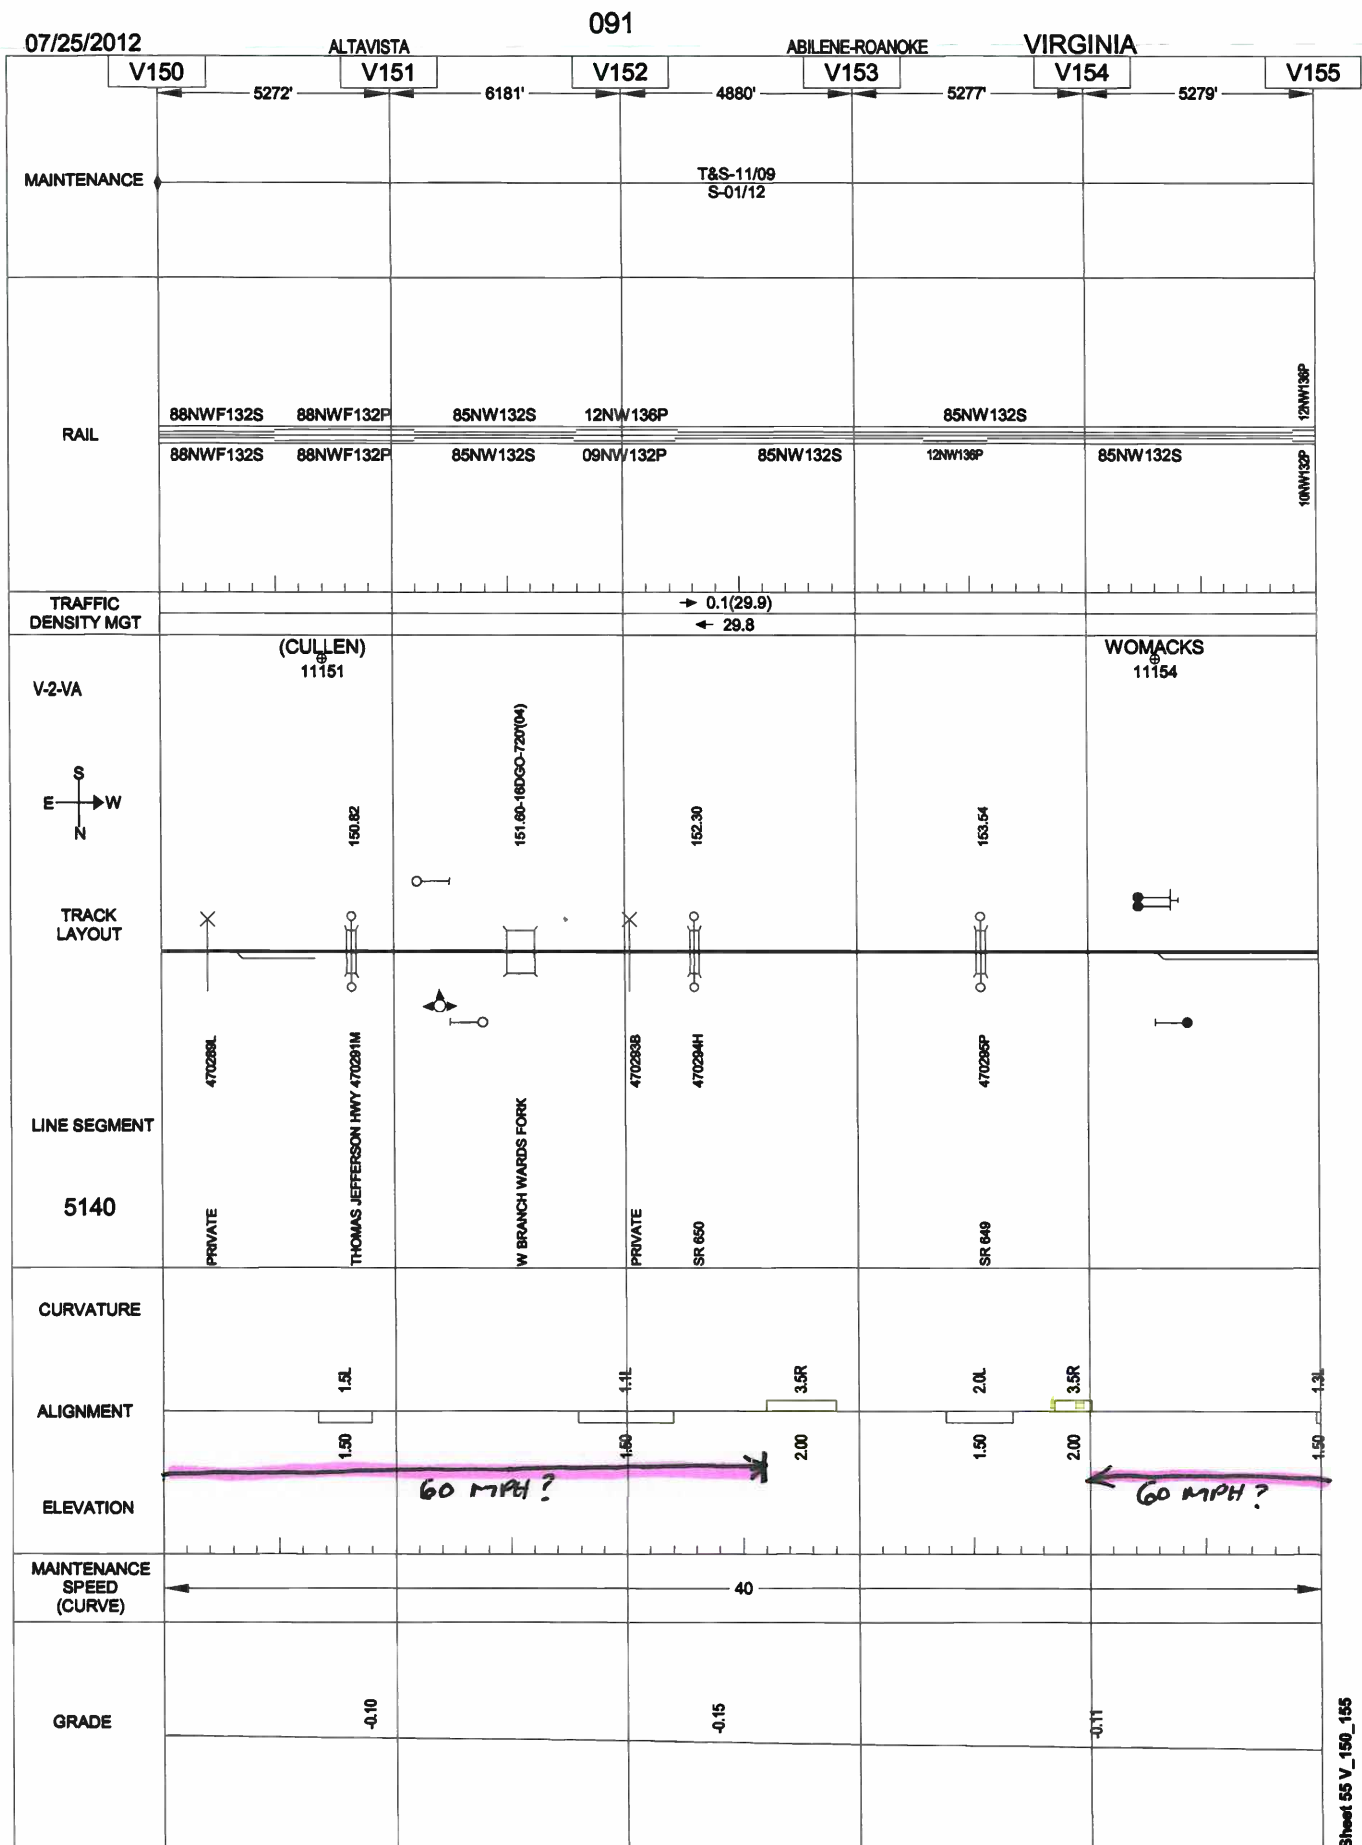 091
07/25/2012 ALTAVISTA ABILENE-ROANOKE VIRGINIA
V150 V151 V152 V153 V154 V155
5272' 6181' 4880' 5277' 5279'
MAINTENANCE
T&S-11/09
S-01/12
RAIL
88NWF132S 88NWF132P 85NW132S 12NW136P 85NW132S 12NW136P
88NWF132S 88NWF132P 85NW132S 09NW132P 85NW132S 12NW136P 85NW132S 10NW132P
TRAFFIC
DENSITY MGT
→ 0.1(29.9)
← 29.8
(CULLEN)
11151
WOMACKS
11154
V-2-VA
S
E W
N
150.82
151.60-16DGO-720'(04)
152.30
153.54
TRACK
LAYOUT
470289L
THOMAS JEFFERSON HWY 470291M
W BRANCH WARDS FORK
470293B
470294H
470295P
LINE SEGMENT
5140
PRIVATE
PRIVATE
SR 650
SR 649
CURVATURE
1.5L 1.1L 3.5R 2.0L 3.5R 1.3L
ALIGNMENT
1.50 1.50 2.00 1.50 2.00 1.50
60 MPH? 60 MPH?
ELEVATION
MAINTENANCE
SPEED
(CURVE)
40
GRADE
-0.10 -0.15 -0.11
Sheet 55 V_150_155